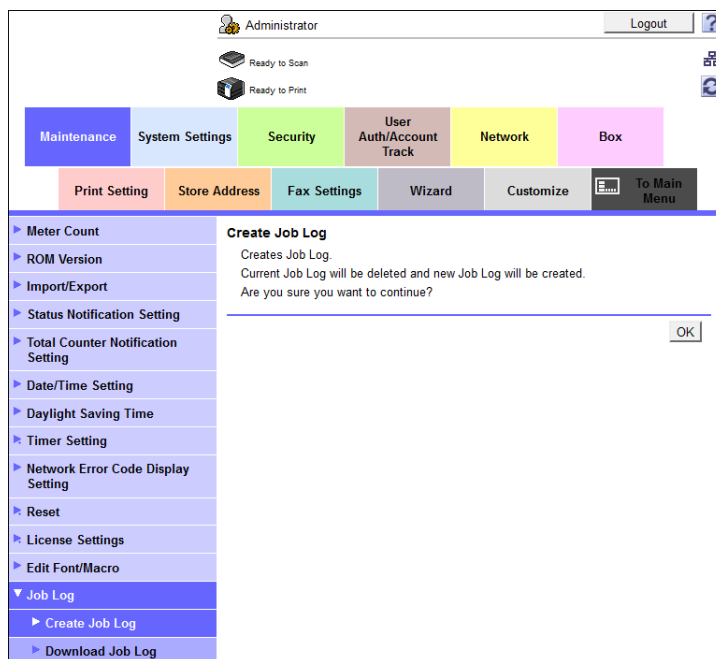 Administrator
Logout
?
Ready to Scan
Ready to Print
Maintenance
System Settings
Security
User
Auth/Account
Track
Network
Box
Print Setting
Store Address
Fax Settings
Wizard
Customize
To Main
Menu
Meter Count
ROM Version
Import/Export
Status Notification Setting
Total Counter Notification
Setting
Date/Time Setting
Daylight Saving Time
Timer Setting
Network Error Code Display
Setting
Reset
License Settings
Edit Font/Macro
Job Log
Create Job Log
Download Job Log
Create Job Log
Creates Job Log.
Current Job Log will be deleted and new Job Log will be created.
Are you sure you want to continue?
OK